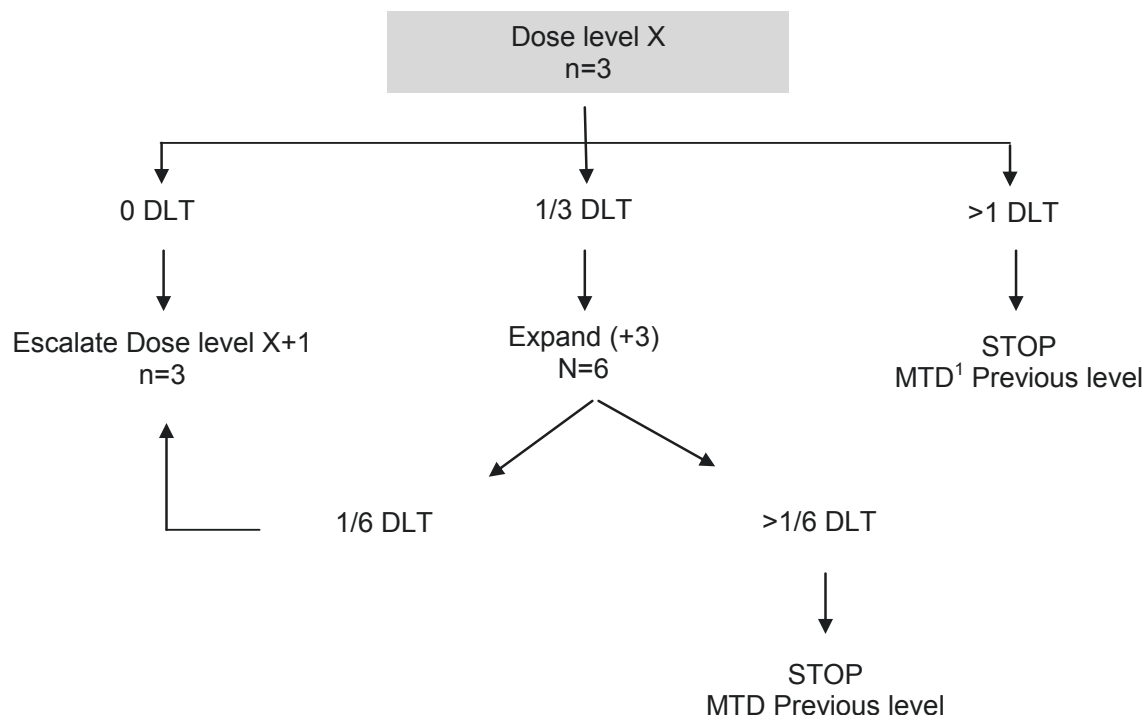 Dose level X
n=3
0 DLT
1/3 DLT
>1 DLT
Escalate Dose level X+1
n=3
Expand (+3)
N=6
STOP
MTD¹ Previous level
1/6 DLT
>1/6 DLT
STOP
MTD Previous level